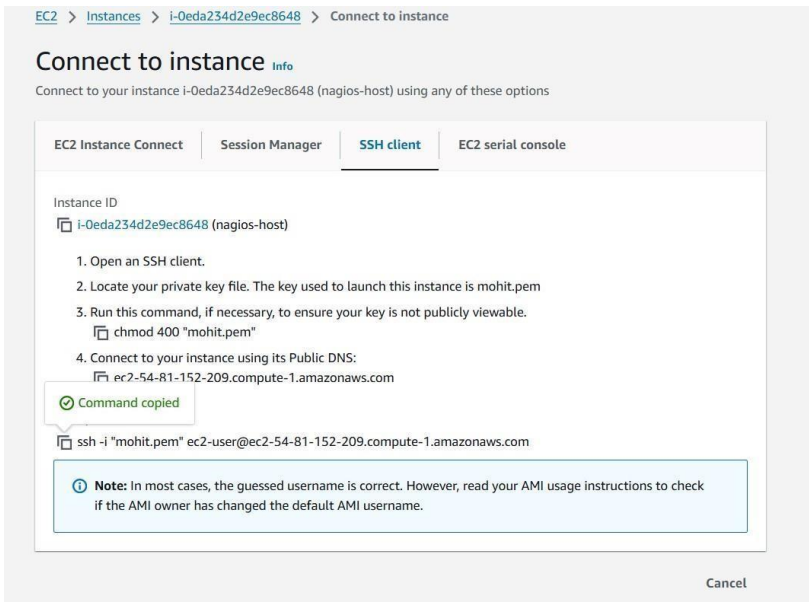 EC2 > Instances > i-0eda234d2e9ec8648 > Connect to instance
Connect to instance Info
Connect to your instance i-0eda234d2e9ec8648 (nagios-host) using any of these options
EC2 Instance Connect Session Manager SSH client EC2 serial console
Instance ID
i-0eda234d2e9ec8648 (nagios-host)
1. Open an SSH client.
2. Locate your private key file. The key used to launch this instance is mohit.pem
3. Run this command, if necessary, to ensure your key is not publicly viewable.
chmod 400 "mohit.pem"
4. Connect to your instance using its Public DNS:
ec2-54-81-152-209.compute-1.amazonaws.com
Command copied
ssh -i "mohit.pem" ec2-user@ec2-54-81-152-209.compute-1.amazonaws.com
Note: In most cases, the guessed username is correct. However, read your AMI usage instructions to check
if the AMI owner has changed the default AMI username.
Cancel